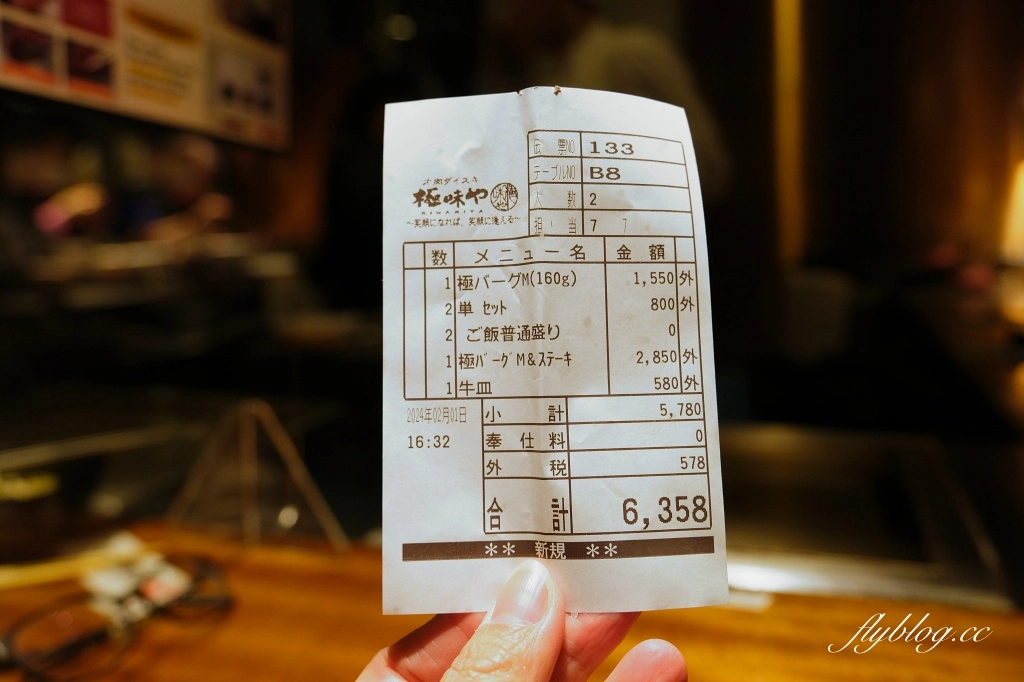 伝票NO 133
テーブルNO B8
人数 2
担当 7 7
極味や
KIWAMIYA
~笑顔になれば、笑顔に逢える~
数 メニュー名 金額
1 極バーグM(160g) 1,550 外
2 単 セット 800 外
2 ご飯普通盛り 0
1 極バーグM&ステーキ 2,850 外
1 牛皿 580 外
2024年02月01日
16:32
小計 5,780
奉仕料 0
外税 578
合計 6,358
** 新規 **
flyblog.cc